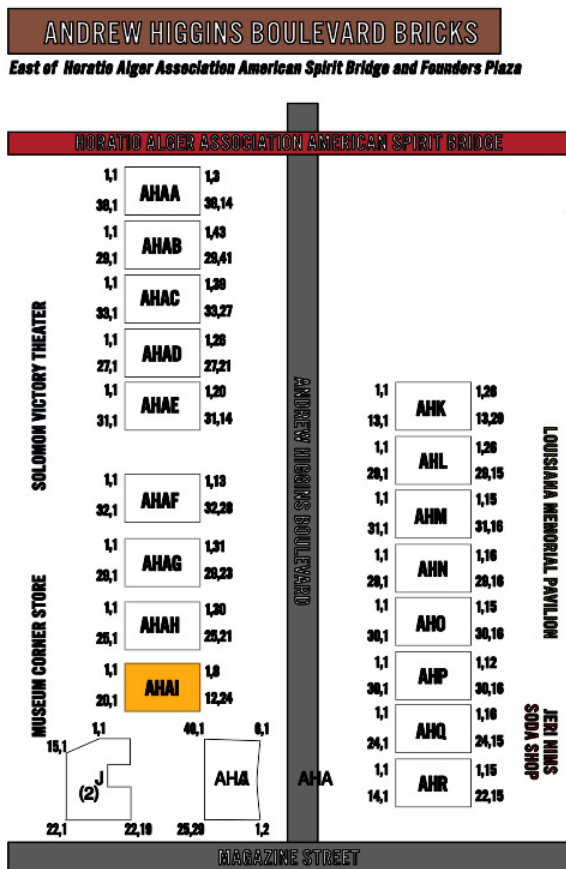 ANDREW HIGGINS BOULEVARD BRICKS
East of Horatio Alger Association American Spirit Bridge and Founders Plaza
HORATIO ALGER ASSOCIATION AMERICAN SPIRIT BRIDGE
SOLOMON VICTORY THEATER
MUSEUM CORNER STORE
1,1 AHAA 1,3
38,1 38,14
1,1 AHAB 1,43
29,1 29,41
1,1 AHAC 1,39
33,1 33,27
1,1 AHAD 1,26
27,1 27,21
1,1 AHAE 1,20
31,1 31,14
1,1 AHAF 1,13
32,1 32,28
1,1 AHAG 1,31
29,1 29,23
1,1 AHAH 1,30
25,1 25,21
1,1 AHAI 1,8
20,1 12,24
1,1
15,1
J
(2)
22,1 22,19
40,1 6,1
25,29 1,2
ANDREW HIGGINS BOULEVARD
AHA
1,1 AHK 1,26
13,1 13,29
1,1 AHL 1,26
29,1 29,15
1,1 AHM 1,15
31,1 31,16
1,1 AHN 1,16
29,1 29,16
1,1 AHO 1,15
30,1 30,16
1,1 AHP 1,12
30,1 30,16
1,1 AHQ 1,16
24,1 24,15
1,1 AHR 1,15
14,1 22,15
LOUISIANA MEMORIAL PAVILION
JERI NIMS
SODA SHOP
MAGAZINE STREET